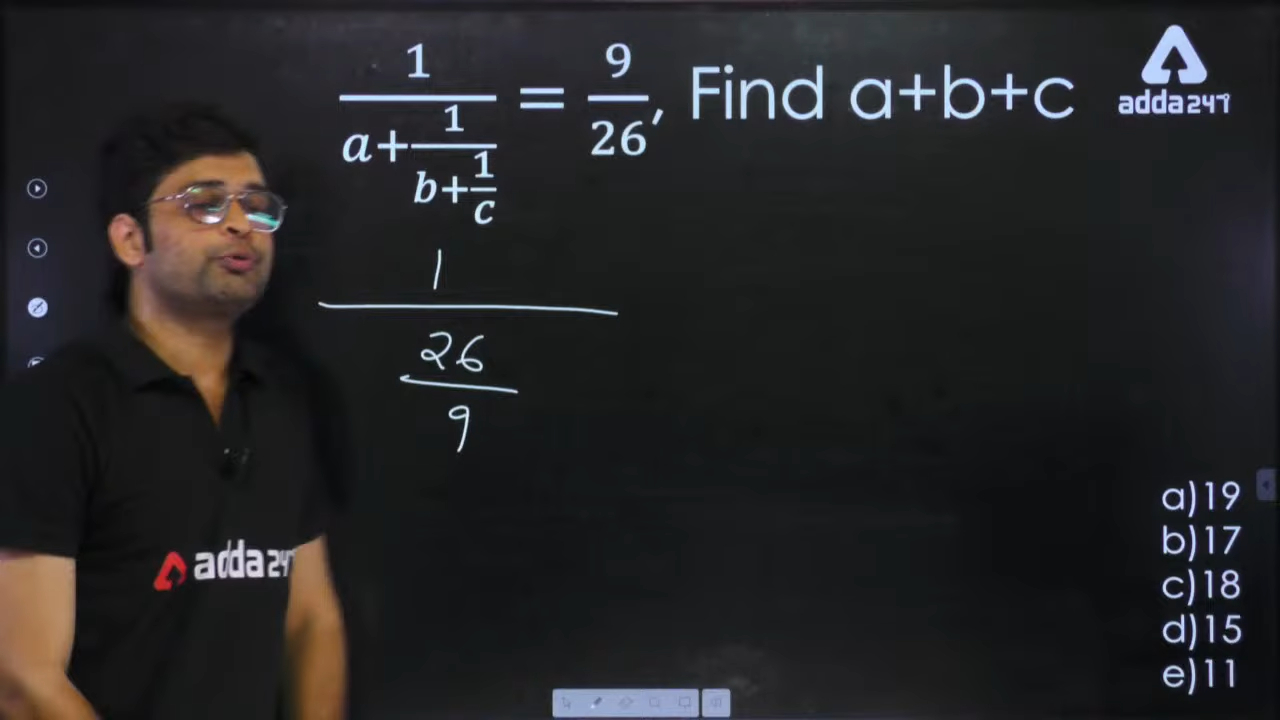 1/(a+1/(b+1/c)) = 9/26, Find a+b+c
adda247
1
26
9
adda247
a)19
b)17
c)18
d)15
e)11